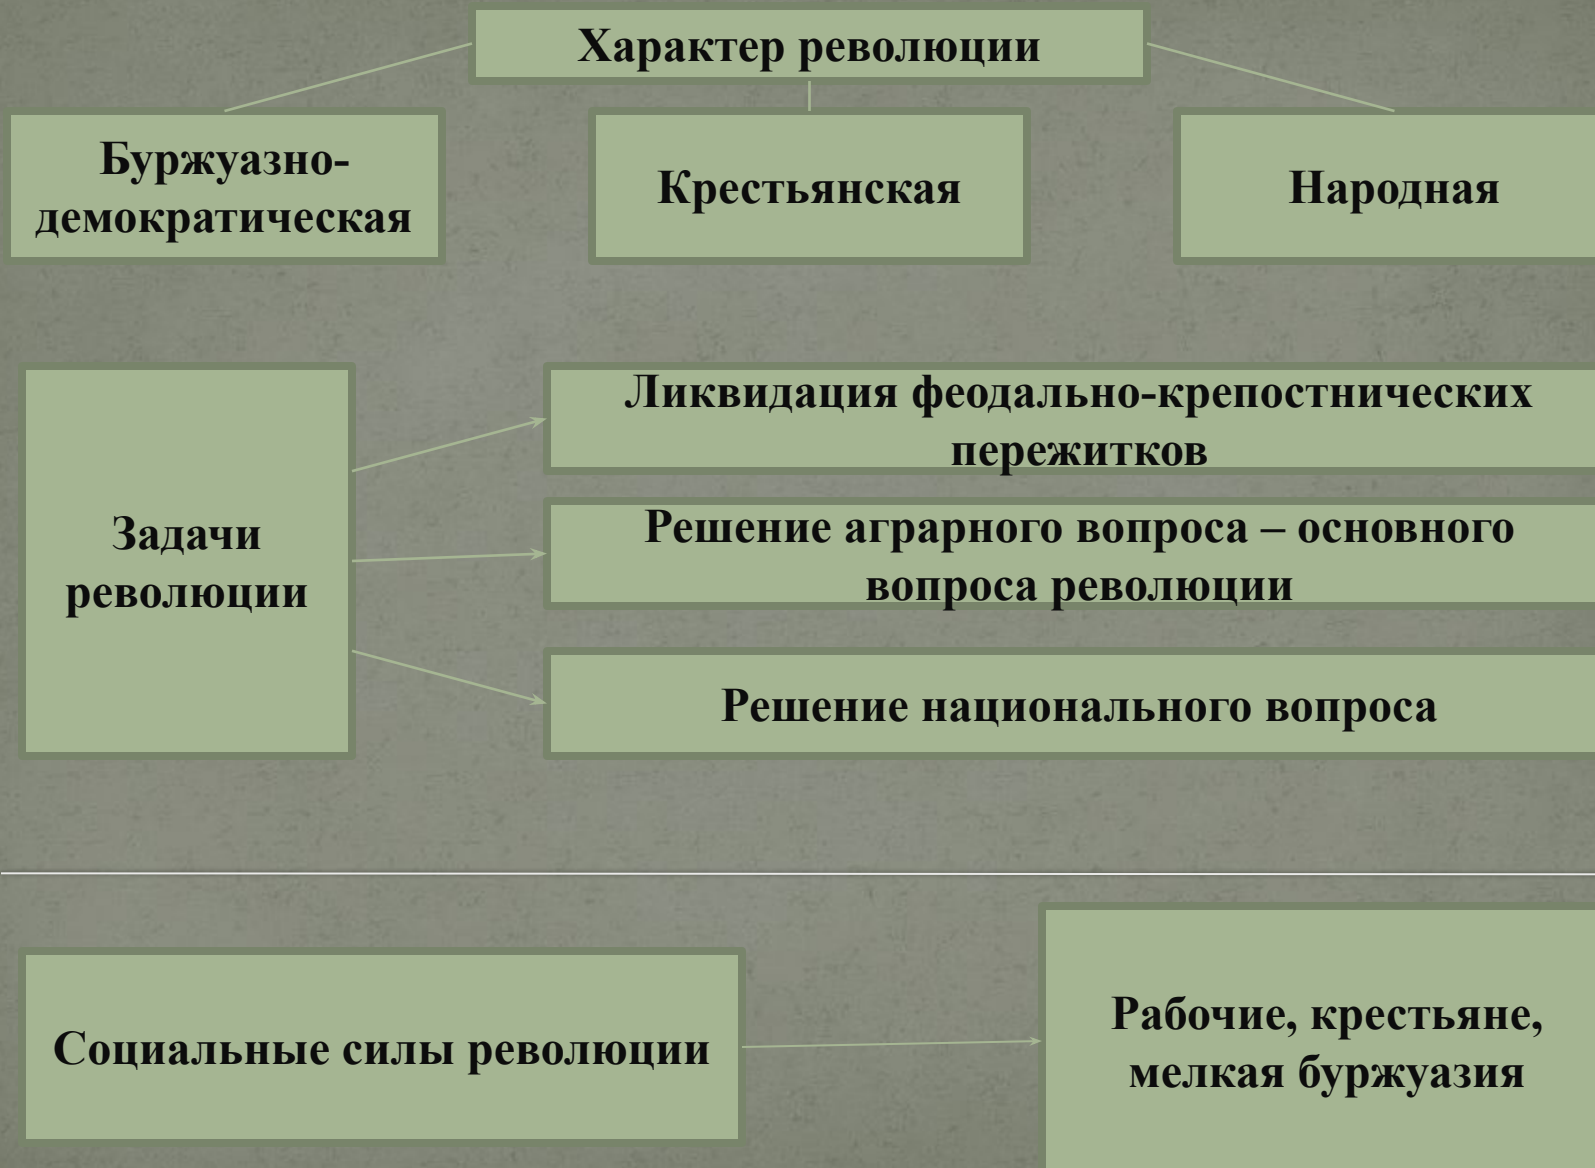 Характер революции
Буржуазно-
демократическая
Крестьянская
Народная
Задачи
революции
Ликвидация феодально-крепостнических
пережитков
Решение аграрного вопроса – основного
вопроса революции
Решение национального вопроса
Социальные силы революции
Рабочие, крестьяне,
мелкая буржуазия